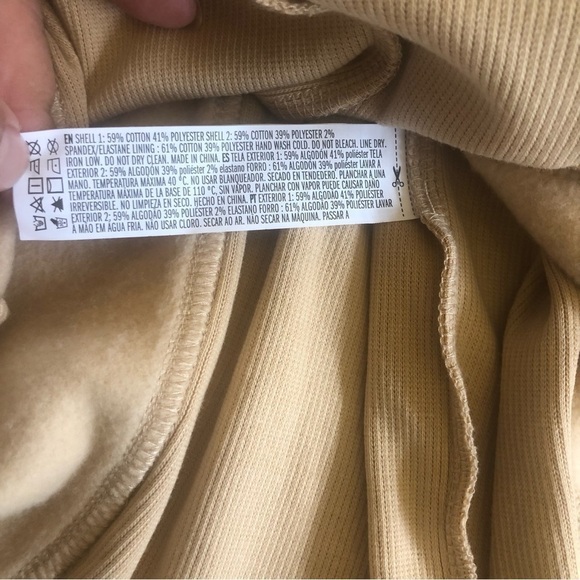 EN SHELL 1: 59% COTTON 41% POLYESTER SHELL 2: 59% COTTON 39% POLYESTER 2%
SPANDEX/ELASTANE LINING : 61% COTTON 39% POLYESTER HAND WASH COLD. DO NOT BLEACH. LINE DRY.
IRON LOW. DO NOT DRY CLEAN. MADE IN CHINA. ES TELA EXTERIOR 1: 59% ALGODÓN 41% poliéster TELA
EXTERIOR 2: 59% ALGODÓN 39% poliéster 2% elastano FORRO : 61% ALGODÓN 39% poliéster LAVAR A
MANO. TEMPERATURA MÁXIMA 40 °C. NO USAR BLANQUEADOR. SECADO EN TENDEDERO. PLANCHAR A UNA
TEMPERATURA MÁXIMA DE LA BASE DE 110 °C, SIN VAPOR. PLANCHAR CON VAPOR PUEDE CAUSAR DAÑO
IRREVERSIBLE. NO LIMPIEZA EN SECO. HECHO EN CHINA. PT EXTERIOR 1: 59% ALGODÃO 41% POLIÉSTER
EXTERIOR 2: 59% ALGODÃO 39% POLIÉSTER 2% ELASTANO FORRO : 61% ALGODÃO 39% POLIÉSTER LAVAR
À MÃO EM ÁGUA FRIA. NÃO USAR CLORO. SECAR AO AR. NÃO SECAR NA MÁQUINA. PASSAR A